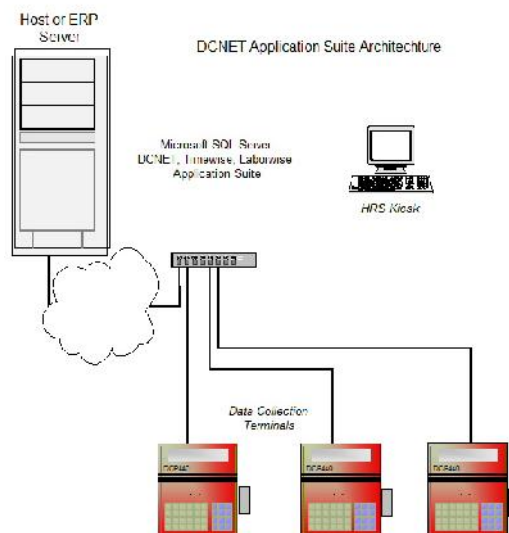 Host or ERP
Server
DCNET Application Suite Architechture
Microsoft SQL Server
DCNET, Timewise, Laborwise
Application Suite
HRS Kiosk
Data Collection
Terminals